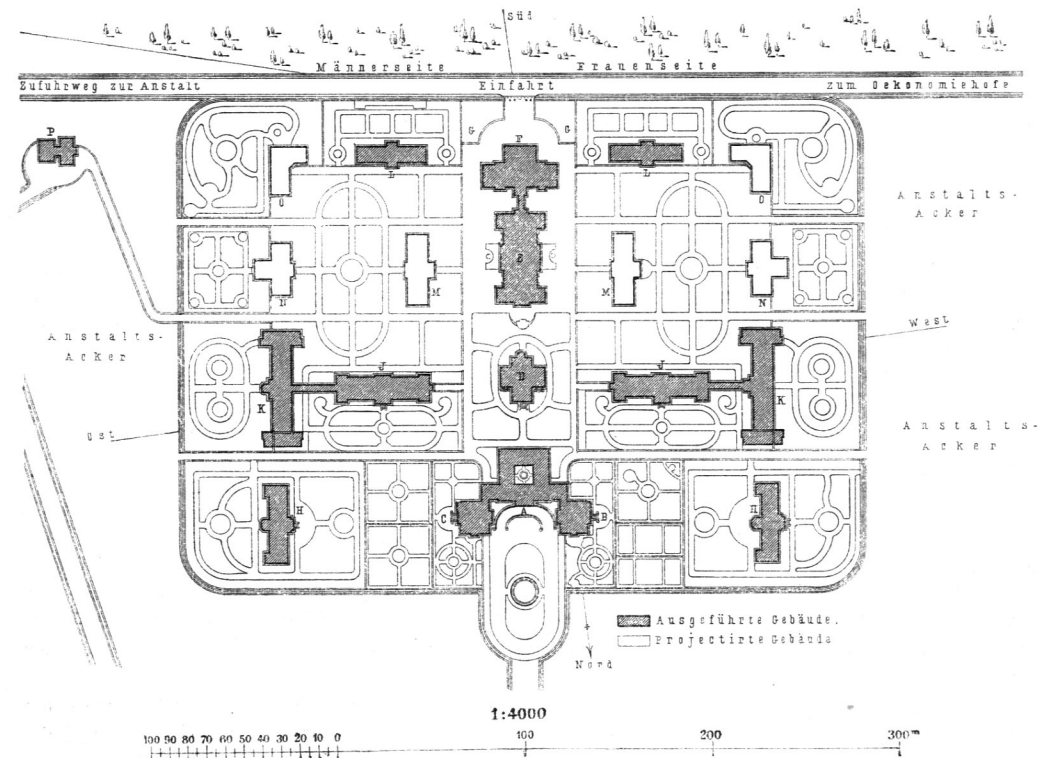 Süd
Männerseite
Frauenseite
Zufuhrweg zur Anstalt
Einfahrt
zum Oekonomiehofe
P
G
F
G
L
L
O
O
Anstalts-
Acker
E
N
M
M
N
West
Anstalts-
Acker
J
D
J
K
K
Ost
Anstalts-
Acker
H
C
A
B
H
Ausgeführte Gebäude.
Projectirte Gebäude
Nord
1:4000
100 90 80 70 60 50 40 30 20 10 0
100
200
300 m